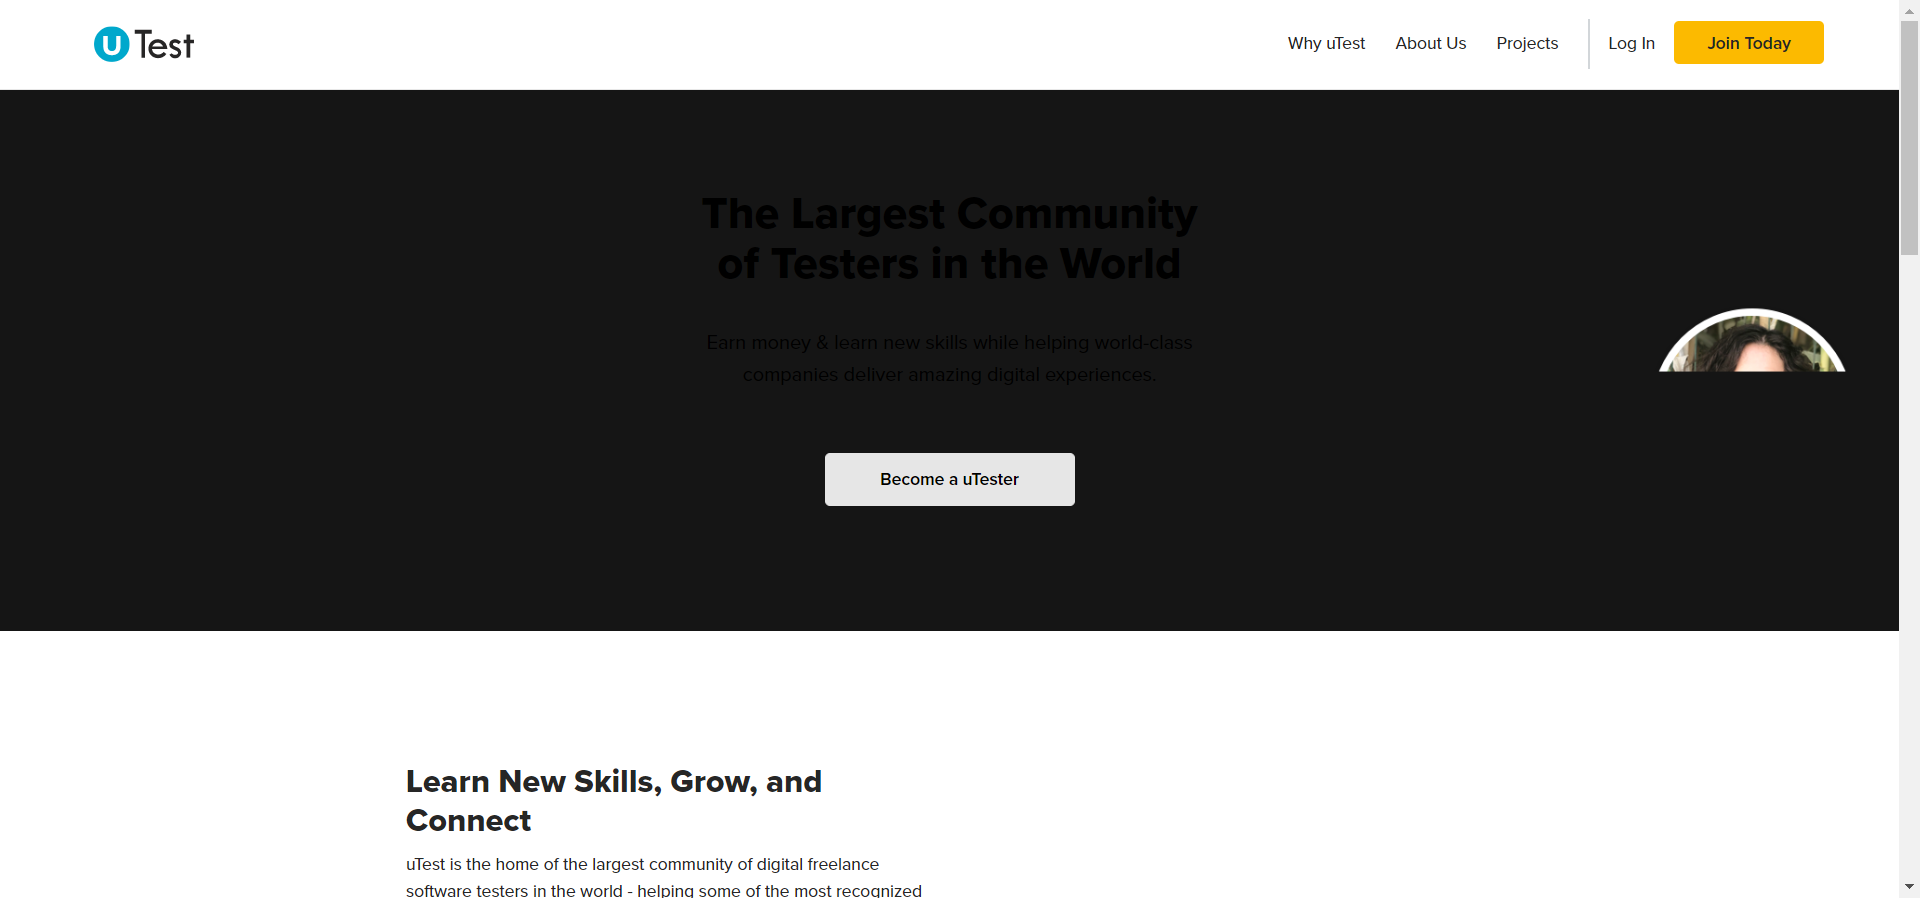 uTest
Why uTest
About Us
Projects
Log In
Join Today
The Largest Community
of Testers in the World
Earn money & learn new skills while helping world-class
companies deliver amazing digital experiences.
Become a uTester
Learn New Skills, Grow, and
Connect
uTest is the home of the largest community of digital freelance
software testers in the world - helping some of the most recognized